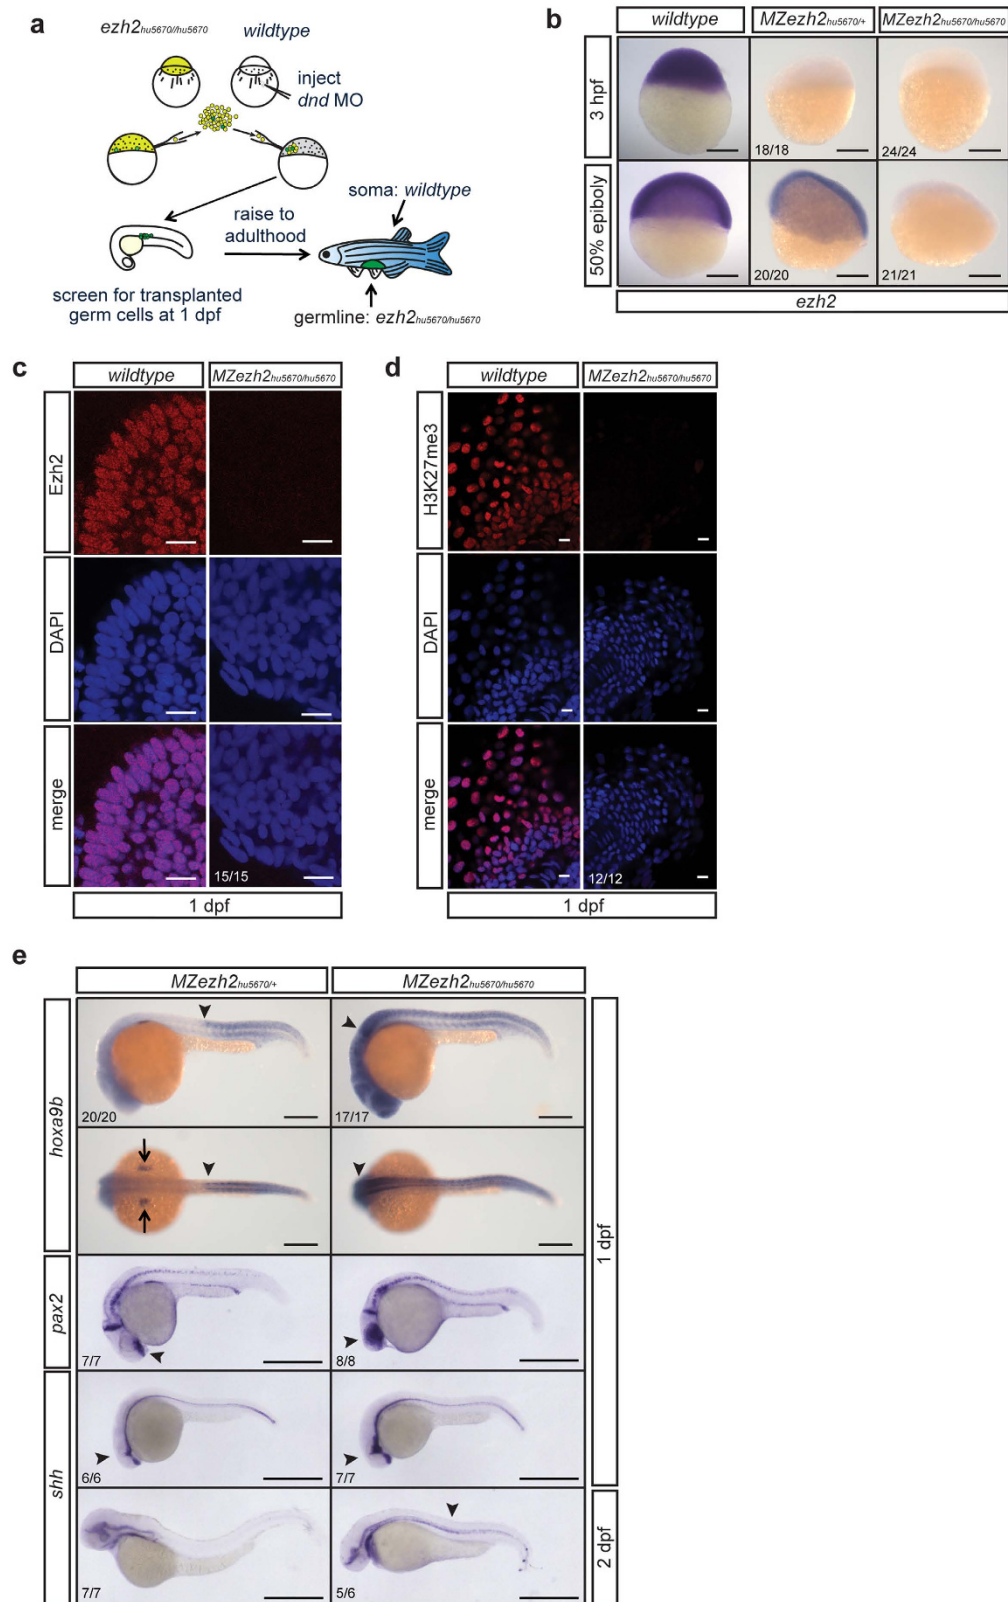 a
ezh2hu5670//hu5670
wildtype
inject
dnd MO
soma: wildtype
raise to
adulthood
screen for transplanted
germ cells at 1 dpf
germline: ezh2hu5670/hu5670
b
wildtype
MZezh2hu5670/+
MZezh2hu5670/hu5670
3 hpf
18/18
24/24
50% epiboly
20/20
21/21
ezh2
c
wildtype
MZezh2hu5670/hu5670
Ezh2
DAPI
merge
15/15
1 dpf
d
wildtype
MZezh2hu5670/hu5670
H3K27me3
DAPI
merge
12/12
1 dpf
e
MZezh2hu5670/+
MZezh2hu5670/hu5670
hoxa9b
20/20
17/17
pax2
7/7
8/8
1 dpf
shh
6/6
7/7
7/7
5/6
2 dpf